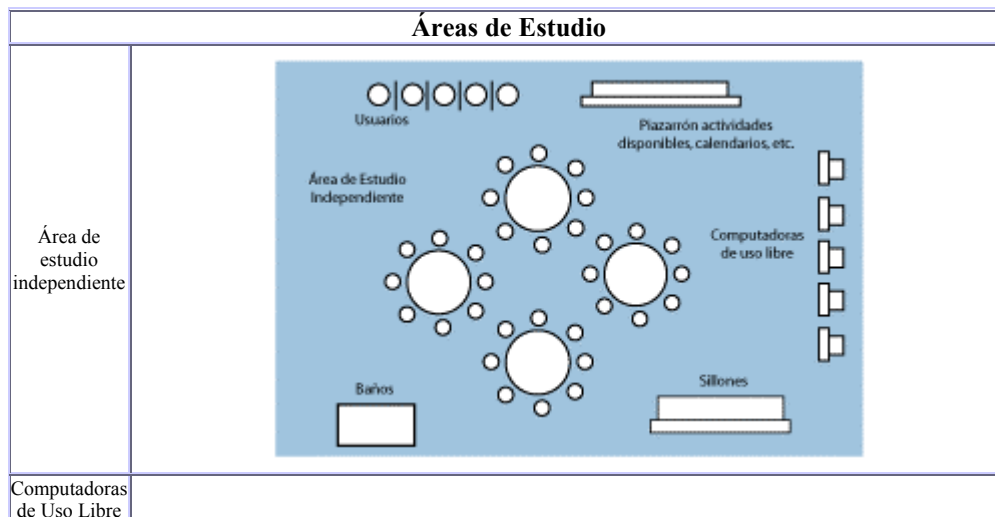 Áreas de Estudio
Área de
estudio
independiente
Usuarios
Piazarrón actividades
disponibles, calendarios, etc.
Área de Estudio
Independiente
Computadoras
de uso libre
Baños
Sillones
Computadoras
de Uso Libre